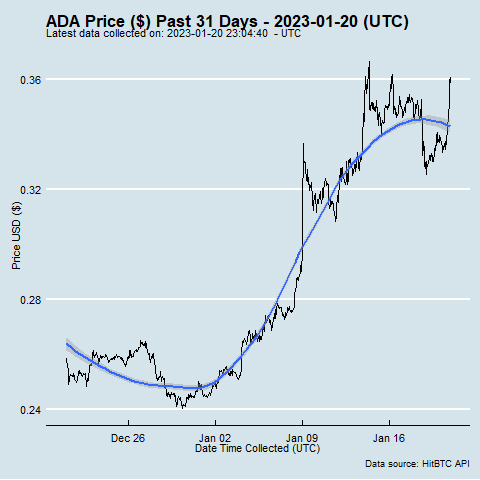 ADA Price ($) Past 31 Days - 2023-01-20 (UTC)
Latest data collected on: 2023-01-20 23:04:40 - UTC
0.36
0.32
0.28
0.24
Price USD ($)
Dec 26 Jan 02 Jan 09 Jan 16
Date Time Collected (UTC)
Data source: HitBTC API